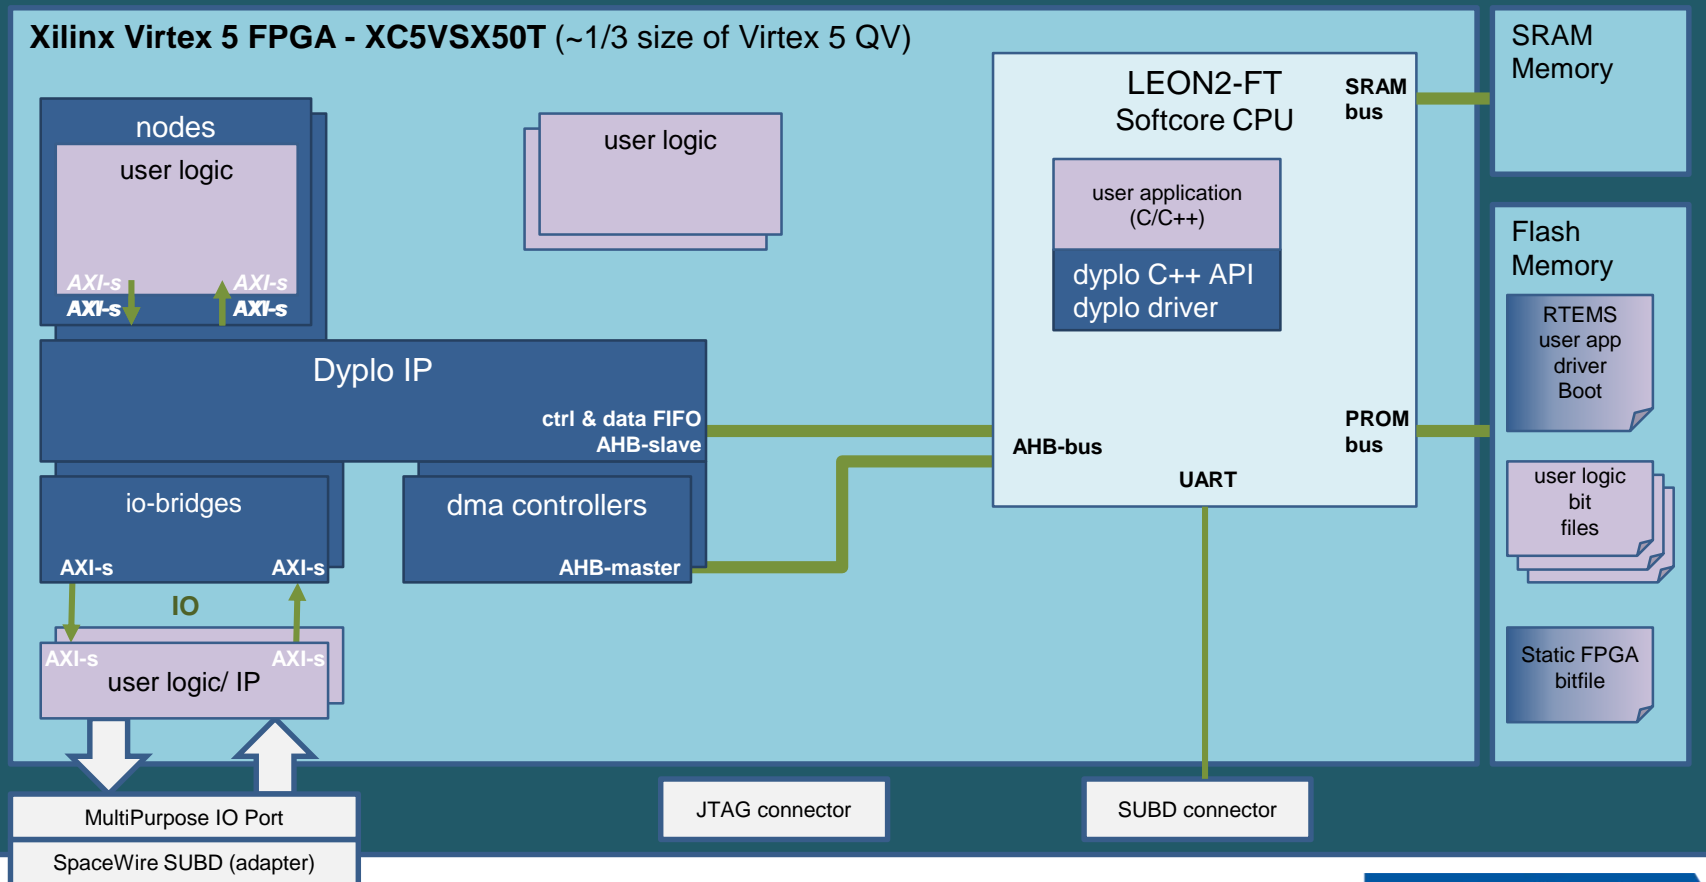 Xilinx Virtex 5 FPGA - XC5VSX50T (~1/3 size of Virtex 5 QV)
nodes
user logic
AXI-s
AXI-s
AXI-s
AXI-s
user logic
Dyplo IP
ctrl & data FIFO
AHB-slave
io-bridges
AXI-s
AXI-s
dma controllers
AHB-master
IO
AXI-s
AXI-s
user logic/ IP
MultiPurpose IO Port
SpaceWire SUBD (adapter)
LEON2-FT
Softcore CPU
SRAM
bus
user application
(C/C++)
dyplo C++ API
dyplo driver
AHB-bus
PROM
bus
UART
JTAG connector
SUBD connector
SRAM
Memory
Flash
Memory
RTEMS
user app
driver
Boot
user logic
bit
files
Static FPGA
bitfile